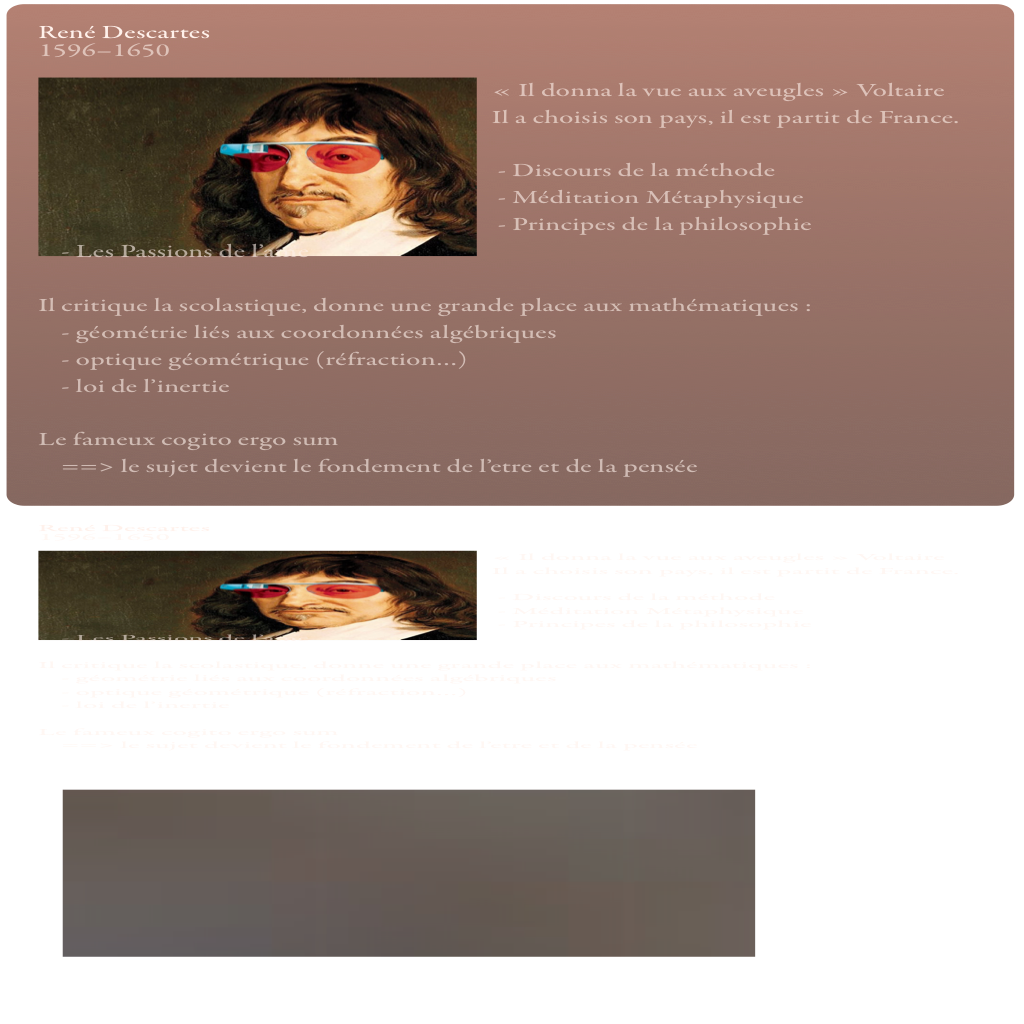 René Descartes
1596–1650
« Il donna la vue aux aveugles » Voltaire
Il a choisis son pays, il est partit de France.
- Discours de la méthode
- Méditation Métaphysique
- Principes de la philosophie
- Les Passions de l'ame
Il critique la scolastique, donne une grande place aux mathématiques :
- géométrie liés aux coordonnées algébriques
- optique géométrique (réfraction...)
- loi de l'inertie
Le fameux cogito ergo sum
==> le sujet devient le fondement de l'etre et de la pensée
René Descartes
1596–1650
« Il donna la vue aux aveugles » Voltaire
Il a choisis son pays, il est partit de France.
- Discours de la méthode
- Méditation Métaphysique
- Principes de la philosophie
- Les Passions de l'ame
Il critique la scolastique, donne une grande place aux mathématiques :
- géométrie liés aux coordonnées algébriques
- optique géométrique (réfraction...)
- loi de l'inertie
Le fameux cogito ergo sum
==> le sujet devient le fondement de l'etre et de la pensée